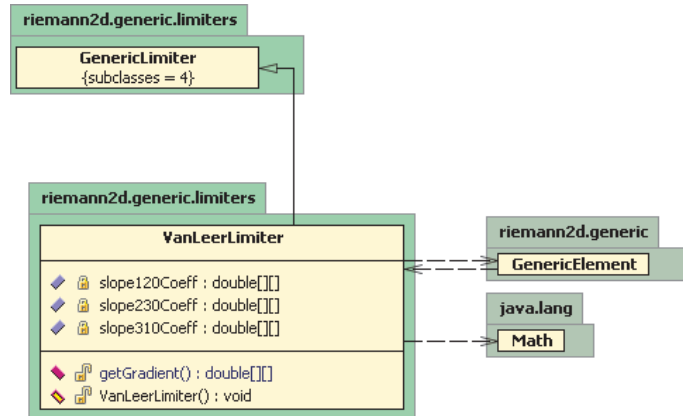 riemann2d.generic.limiters
GenericLimiter
{subclasses = 4}
riemann2d.generic.limiters
VanLeerLimiter
slope120Coeff : double[][]
slope230Coeff : double[][]
slope310Coeff : double[][]
getGradient() : double[][]
VanLeerLimiter() : void
riemann2d.generic
GenericElement
java.lang
Math